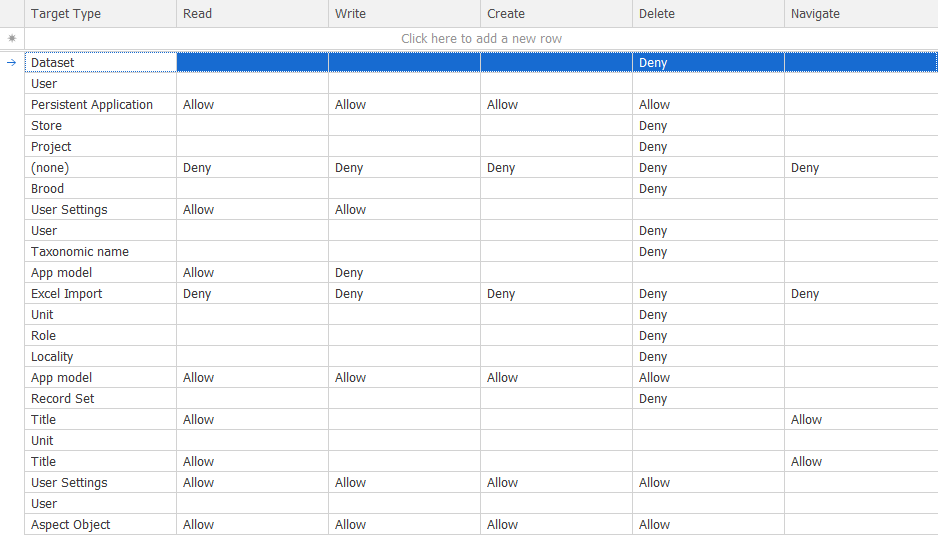 Target Type Read Write Create Delete Navigate
Click here to add a new row
Dataset Deny
User
Persistent Application Allow Allow Allow Allow
Store Deny
Project Deny
(none) Deny Deny Deny Deny Deny
Brood Deny
User Settings Allow Allow
User Deny
Taxonomic name Deny
App model Allow Deny
Excel Import Deny Deny Deny Deny Deny
Unit Deny
Role Deny
Locality Deny
App model Allow Allow Allow Allow
Record Set Deny
Title Allow Allow
Unit
Title Allow Allow
User Settings Allow Allow Allow Allow
User
Aspect Object Allow Allow Allow Allow